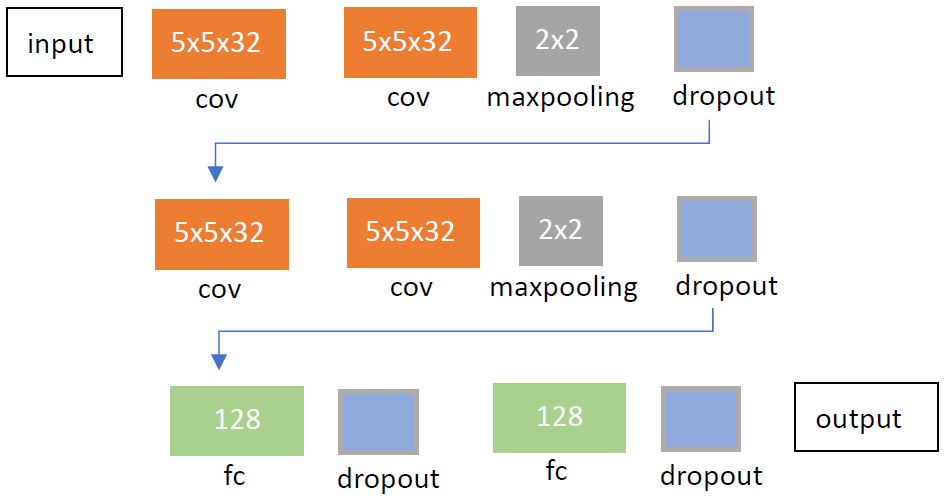 input
5x5x32
5x5x32
2x2
cov
cov
maxpooling
dropout
5x5x32
5x5x32
2x2
cov
cov
maxpooling
dropout
128
128
output
fc
dropout
fc
dropout